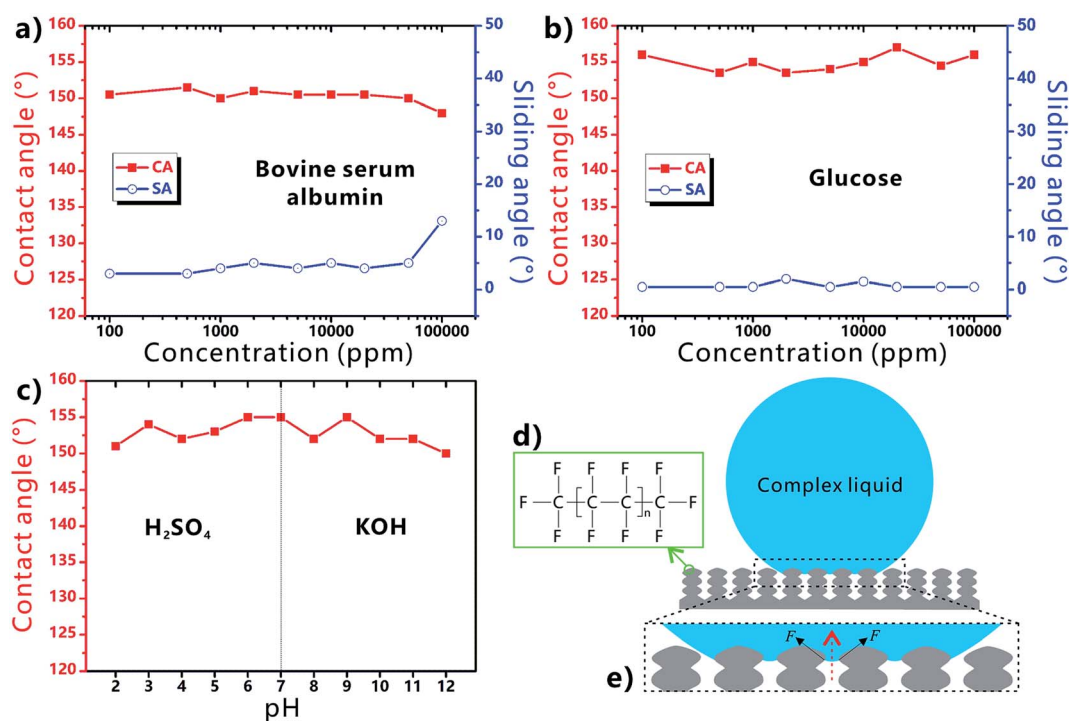 a)
160
155
150
145
140
135
130
125
120
Contact angle (°)
CA
SA
Bovine serum
albumin
50
40
30
20
10
0
Sliding angle (°)
100
1000
10000
100000
Concentration (ppm)
b)
160
155
150
145
140
135
130
125
120
Contact angle (°)
CA
SA
Glucose
50
40
30
20
10
0
Sliding angle (°)
100
1000
10000
100000
Concentration (ppm)
c)
160
155
150
145
140
135
130
125
120
Contact angle (°)
H₂SO₄
KOH
2 3 4 5 6 7 8 9 10 11 12
pH
d)
F F F F
F C C C C F
n
F F F F
Complex liquid
F F
e)